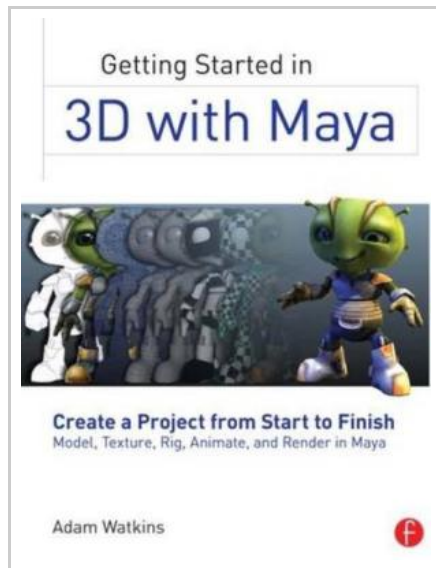 Getting Started in
3D with Maya
Create a Project from Start to Finish
Model, Texture, Rig, Animate, and Render in Maya
Adam Watkins
f